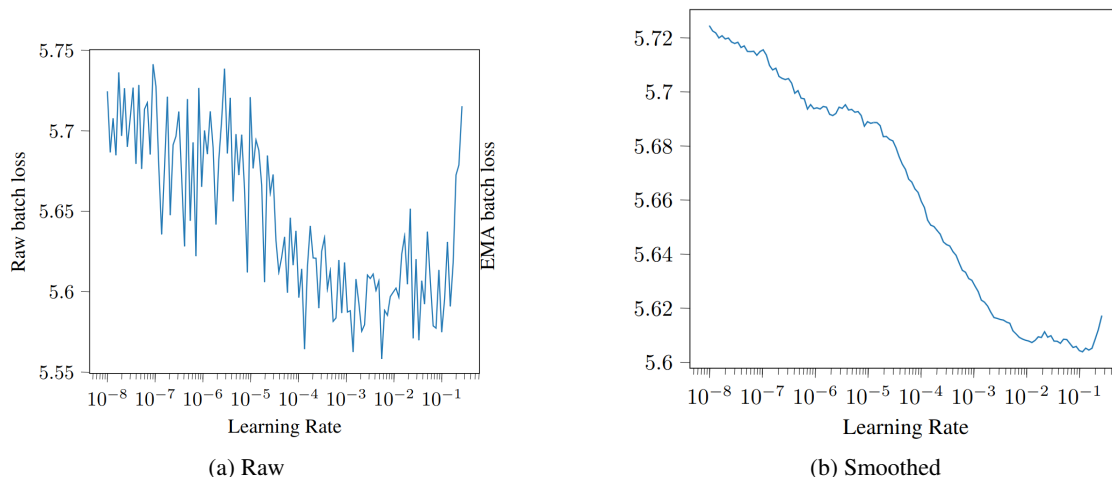 5.75
5.7
5.65
5.6
5.55
Raw batch loss
10⁻⁸ 10⁻⁷ 10⁻⁶ 10⁻⁵ 10⁻⁴ 10⁻³ 10⁻² 10⁻¹
Learning Rate
(a) Raw
5.72
5.7
5.68
5.66
5.64
5.62
5.6
EMA batch loss
10⁻⁸ 10⁻⁷ 10⁻⁶ 10⁻⁵ 10⁻⁴ 10⁻³ 10⁻² 10⁻¹
Learning Rate
(b) Smoothed